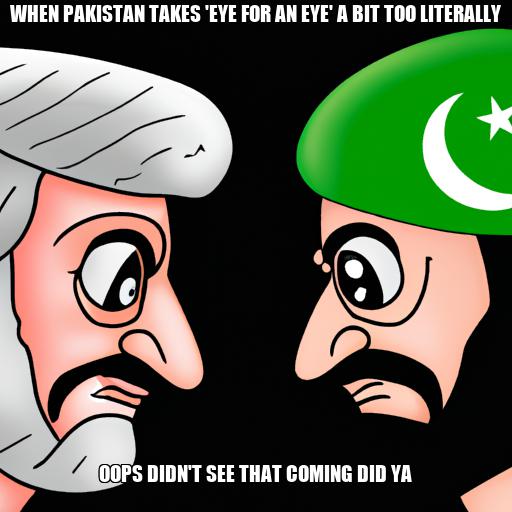 WHEN PAKISTAN TAKES 'EYE FOR AN EYE' A BIT TOO LITERALLY
OOPS DIDN'T SEE THAT COMING DID YA